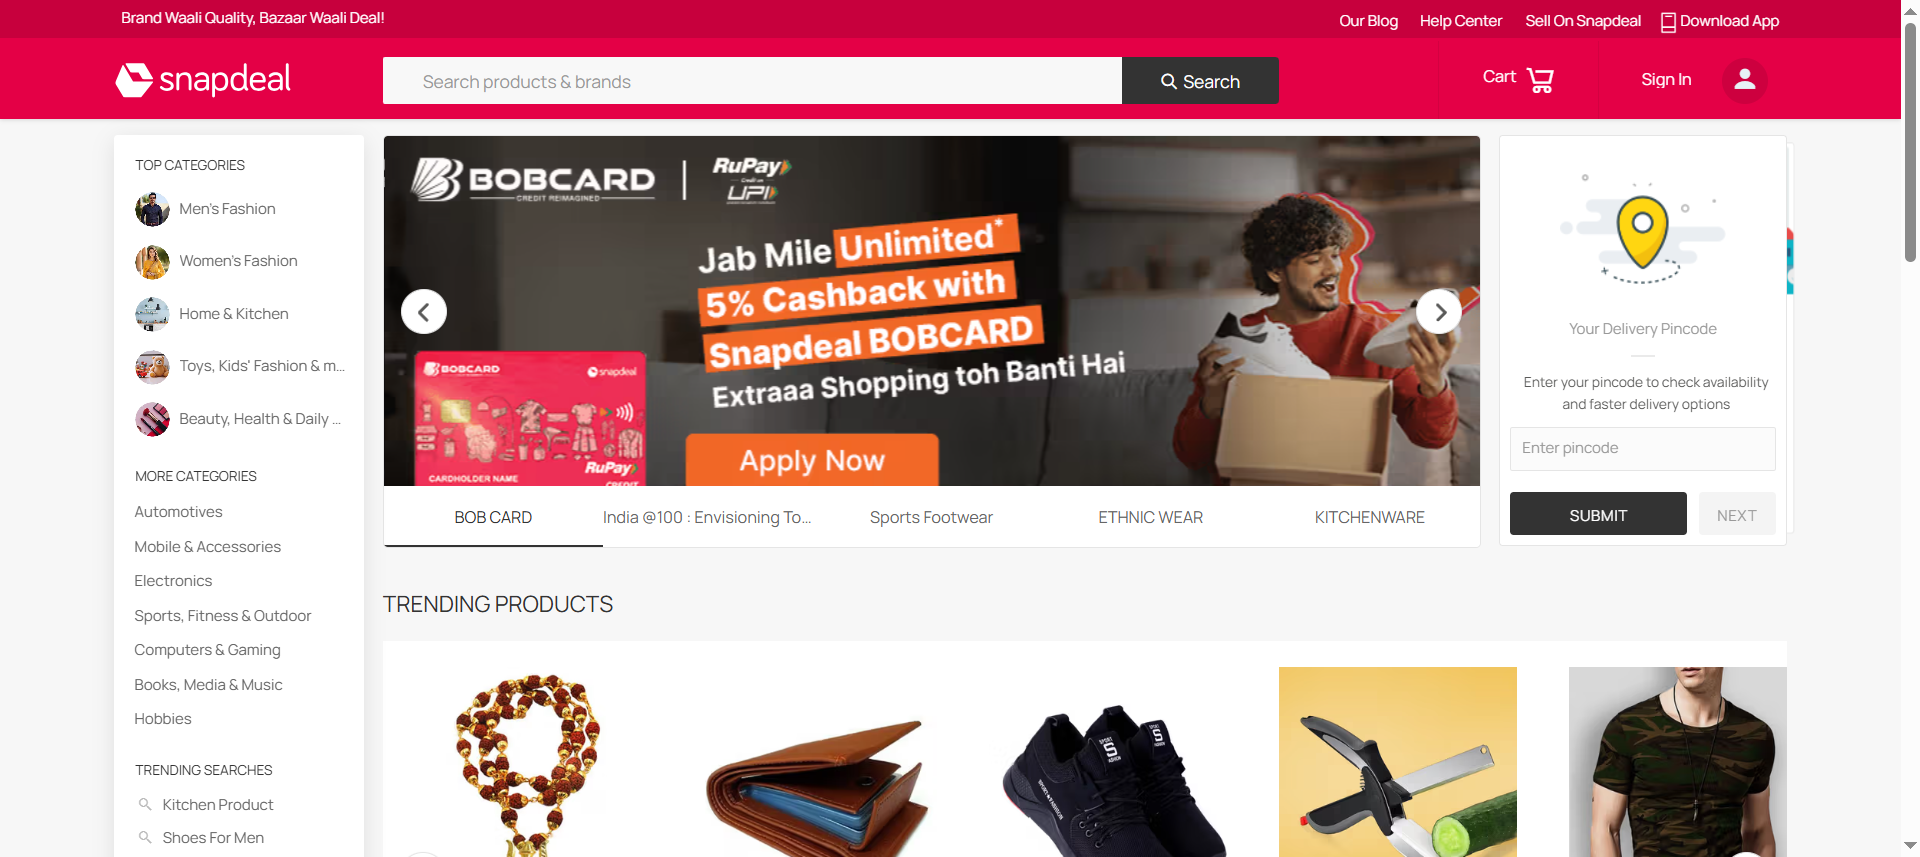 Brand Waali Quality, Bazaar Waali Deal!
Our Blog
Help Center
Sell On Snapdeal
Download App
snapdeal
Search products & brands
Search
Cart
Sign In
TOP CATEGORIES
Men's Fashion
Women's Fashion
Home & Kitchen
Toys, Kids' Fashion & m...
Beauty, Health & Daily ...
MORE CATEGORIES
Automotives
Mobile & Accessories
Electronics
Sports, Fitness & Outdoor
Computers & Gaming
Books, Media & Music
Hobbies
TRENDING SEARCHES
Kitchen Product
Shoes For Men
BOBCARD
CREDIT REIMAGINED
RuPay
UPI
Jab Mile Unlimited*
5% Cashback with
Snapdeal BOBCARD
Extraaa Shopping toh Banti Hai
Apply Now
BOBCARD
snapdeal
RuPay
CARDHOLDER NAME
CREDIT
BOB CARD
India @100 : Envisioning To...
Sports Footwear
ETHNIC WEAR
KITCHENWARE
Your Delivery Pincode
Enter your pincode to check availability
and faster delivery options
Enter pincode
SUBMIT
NEXT
TRENDING PRODUCTS